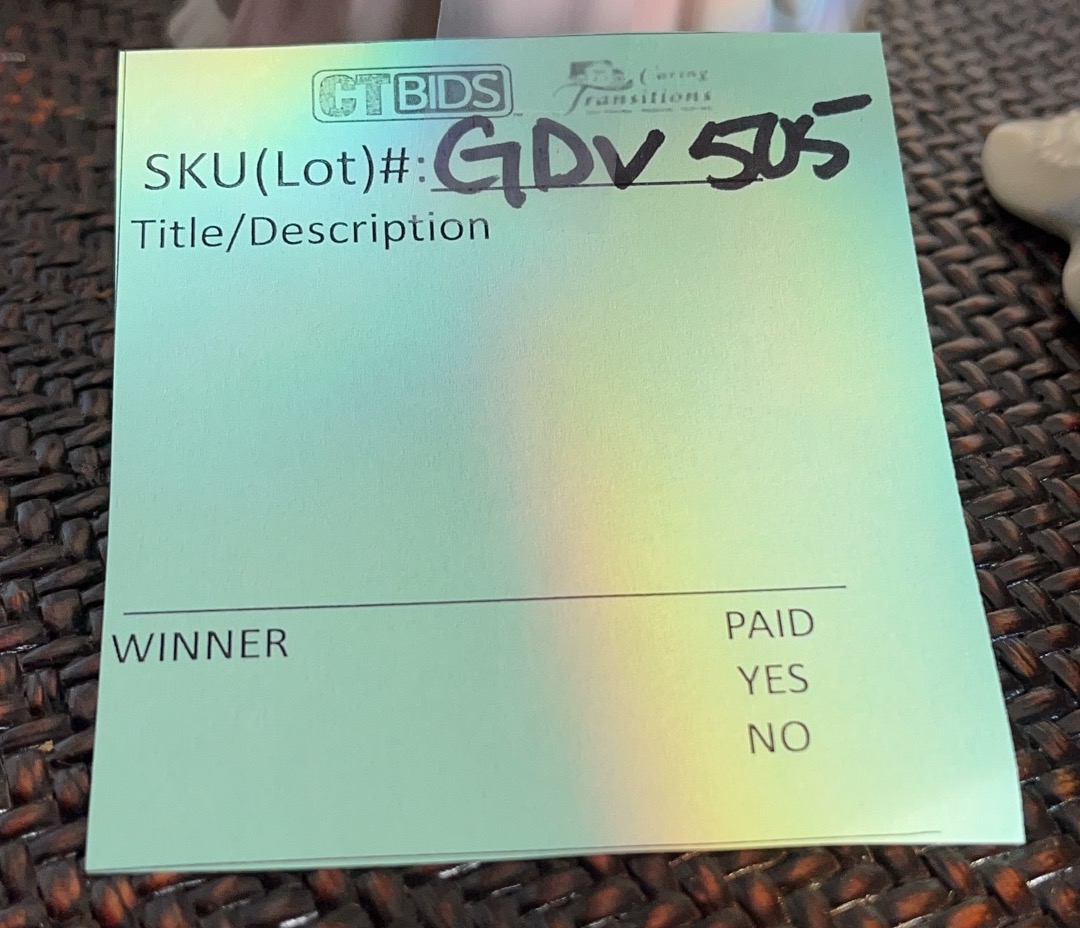 CTBIDS
Caring
Transitions
SKU(Lot)#: GDV 505
Title/Description
WINNER
PAID
YES
NO